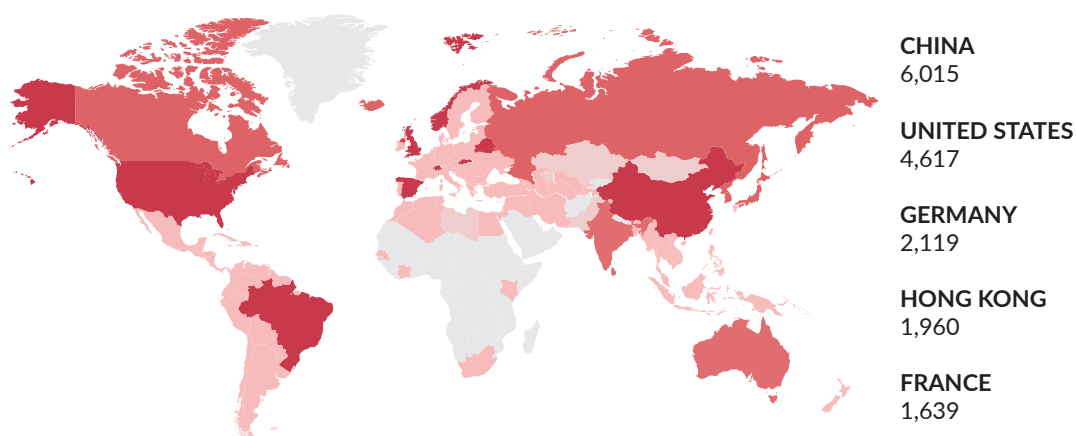 CHINA
6,015
UNITED STATES
4,617
GERMANY
2,119
HONG KONG
1,960
FRANCE
1,639